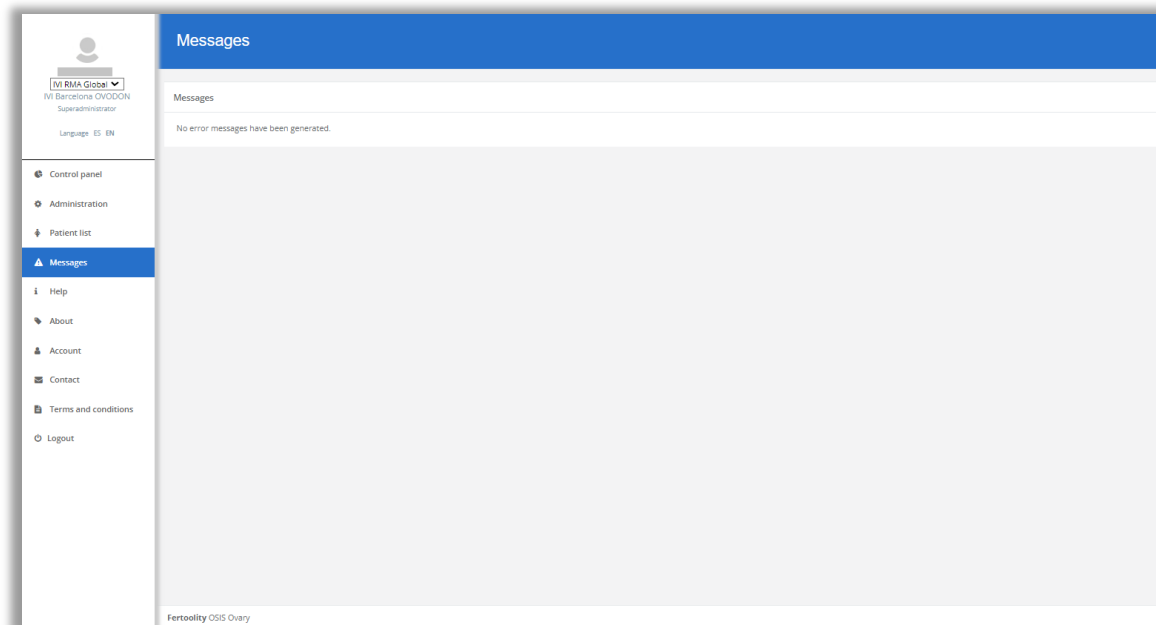 IVI RMA Global
IVI Barcelona OVODON
Superadministrator
Language ES EN
Control panel
Administration
Patient list
Messages
Help
About
Account
Contact
Terms and conditions
Logout
Messages
Messages
No error messages have been generated.
Fertoolity OSIS Ovary